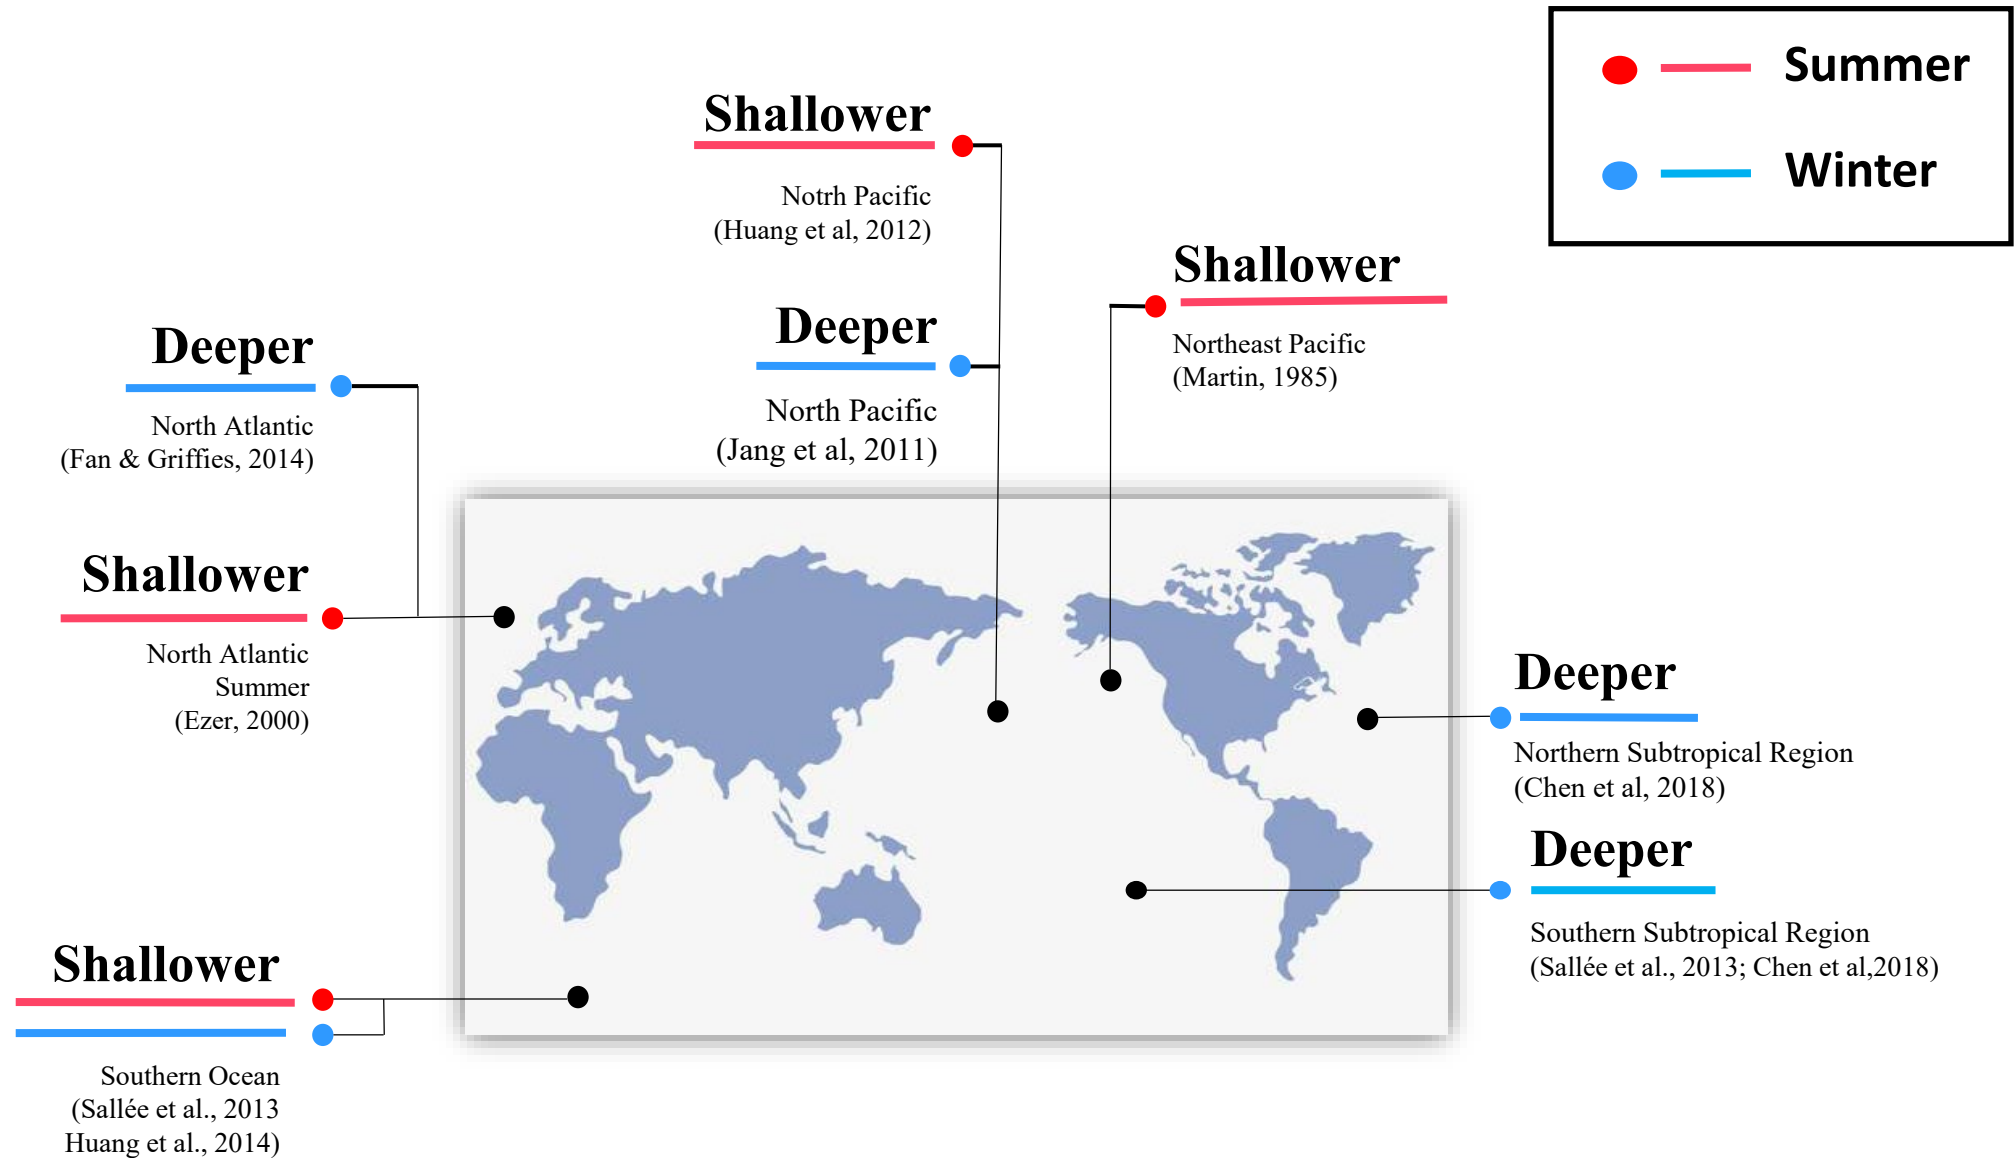 Summer
Winter
Shallower
Notrh Pacific
(Huang et al, 2012)
Shallower
Northeast Pacific
(Martin, 1985)
Deeper
North Pacific
(Jang et al, 2011)
Deeper
North Atlantic
(Fan & Griffies, 2014)
Shallower
North Atlantic
Summer
(Ezer, 2000)
Deeper
Northern Subtropical Region
(Chen et al, 2018)
Deeper
Southern Subtropical Region
(Sallée et al., 2013; Chen et al,2018)
Shallower
Southern Ocean
(Sallée et al., 2013
Huang et al., 2014)